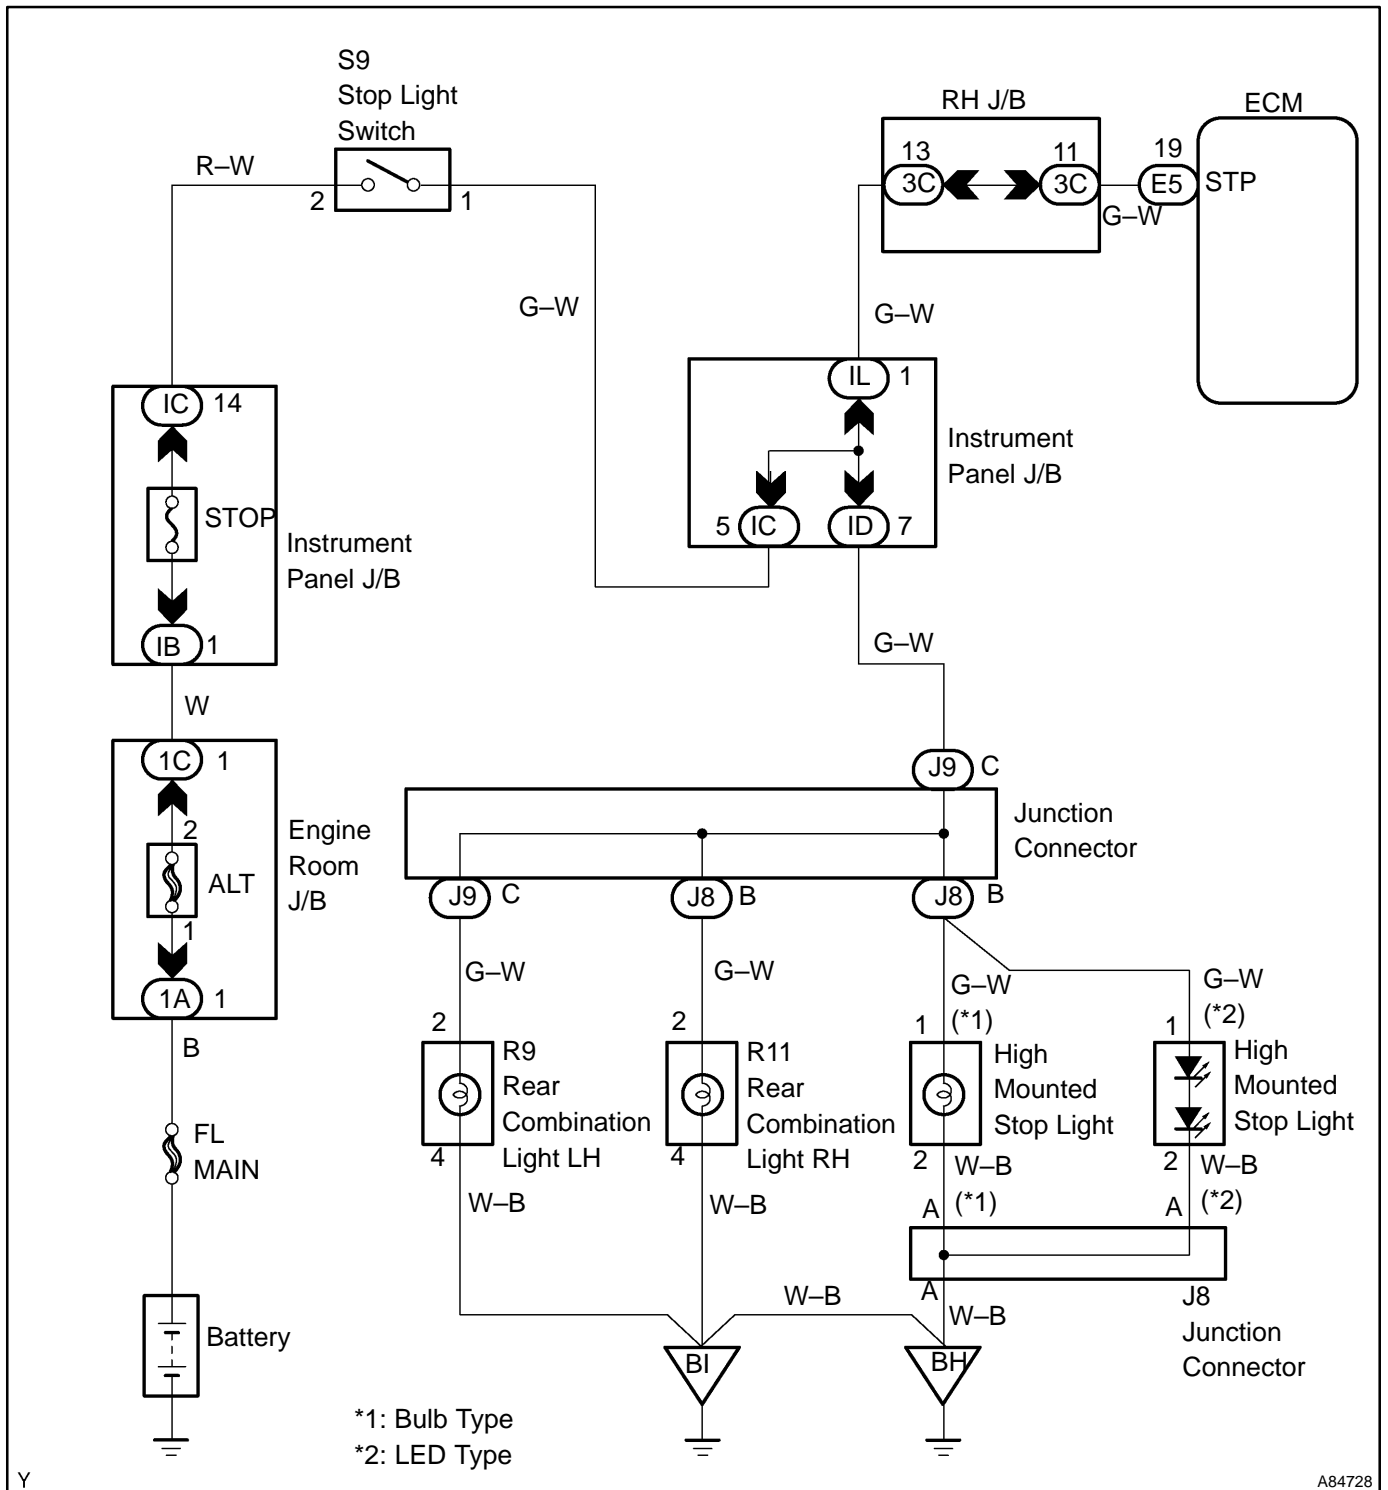 S9
Stop Light
Switch
R–W
2
1
G–W
RH J/B
13
3C
11
3C
G–W
19
E5
STP
ECM
G–W
IC
14
STOP
Instrument
Panel J/B
IB
1
W
IL
1
Instrument
Panel J/B
5
IC
ID
7
G–W
1C
1
2
ALT
1
1A
1
Engine
Room
J/B
B
FL
MAIN
Battery
J9
C
Junction
Connector
J9
C
J8
B
J8
B
G–W
G–W
G–W
(*1)
G–W
(*2)
2
R9
Rear
Combination
Light LH
4
W–B
2
R11
Rear
Combination
Light RH
4
W–B
1
High
Mounted
Stop Light
2
W–B
(*1)
1
High
Mounted
Stop Light
2
W–B
(*2)
A
A
A
W–B
W–B
J8
Junction
Connector
BI
BH
*1: Bulb Type
*2: LED Type
Y
A84728